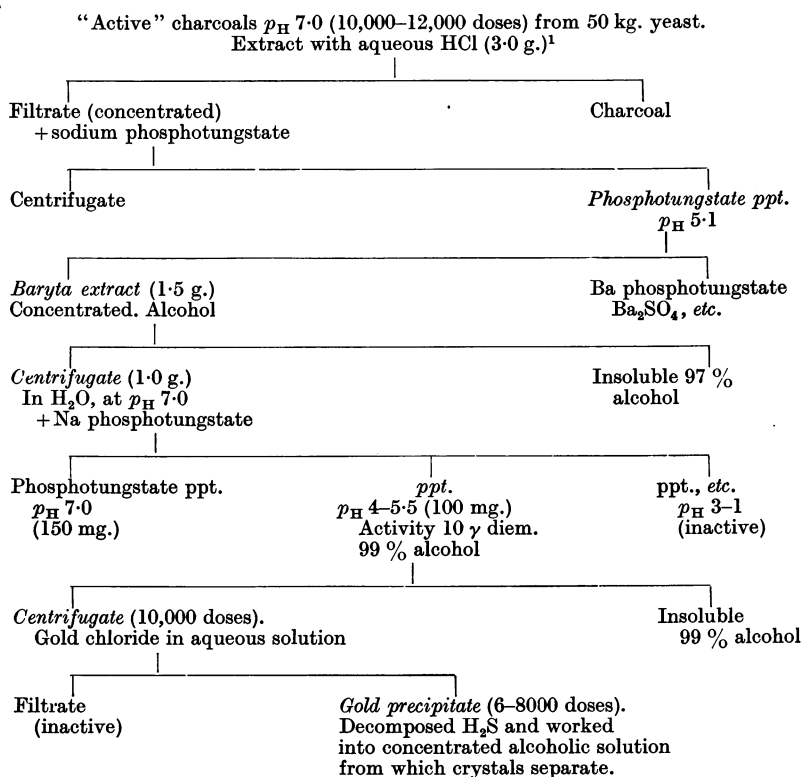 “Active” charcoals pH 7·0 (10,000–12,000 doses) from 50 kg. yeast.
Extract with aqueous HCl (3·0 g.)¹
Filtrate (concentrated)
+ sodium phosphotungstate
Charcoal
Centrifugate
Phosphotungstate ppt.
pH 5·1
Baryta extract (1·5 g.)
Concentrated. Alcohol
Ba phosphotungstate
Ba₂SO₄, etc.
Centrifugate (1·0 g.)
In H₂O, at pH 7·0
+ Na phosphotungstate
Insoluble 97 %
alcohol
Phosphotungstate ppt.
pH 7·0
(150 mg.)
ppt.
pH 4–5·5 (100 mg.)
Activity 10 γ diem.
99 % alcohol
ppt., etc.
pH 3–1
(inactive)
Centrifugate (10,000 doses).
Gold chloride in aqueous solution
Insoluble
99 % alcohol
Filtrate
(inactive)
Gold precipitate (6–8000 doses).
Decomposed H₂S and worked
into concentrated alcoholic solution
from which crystals separate.